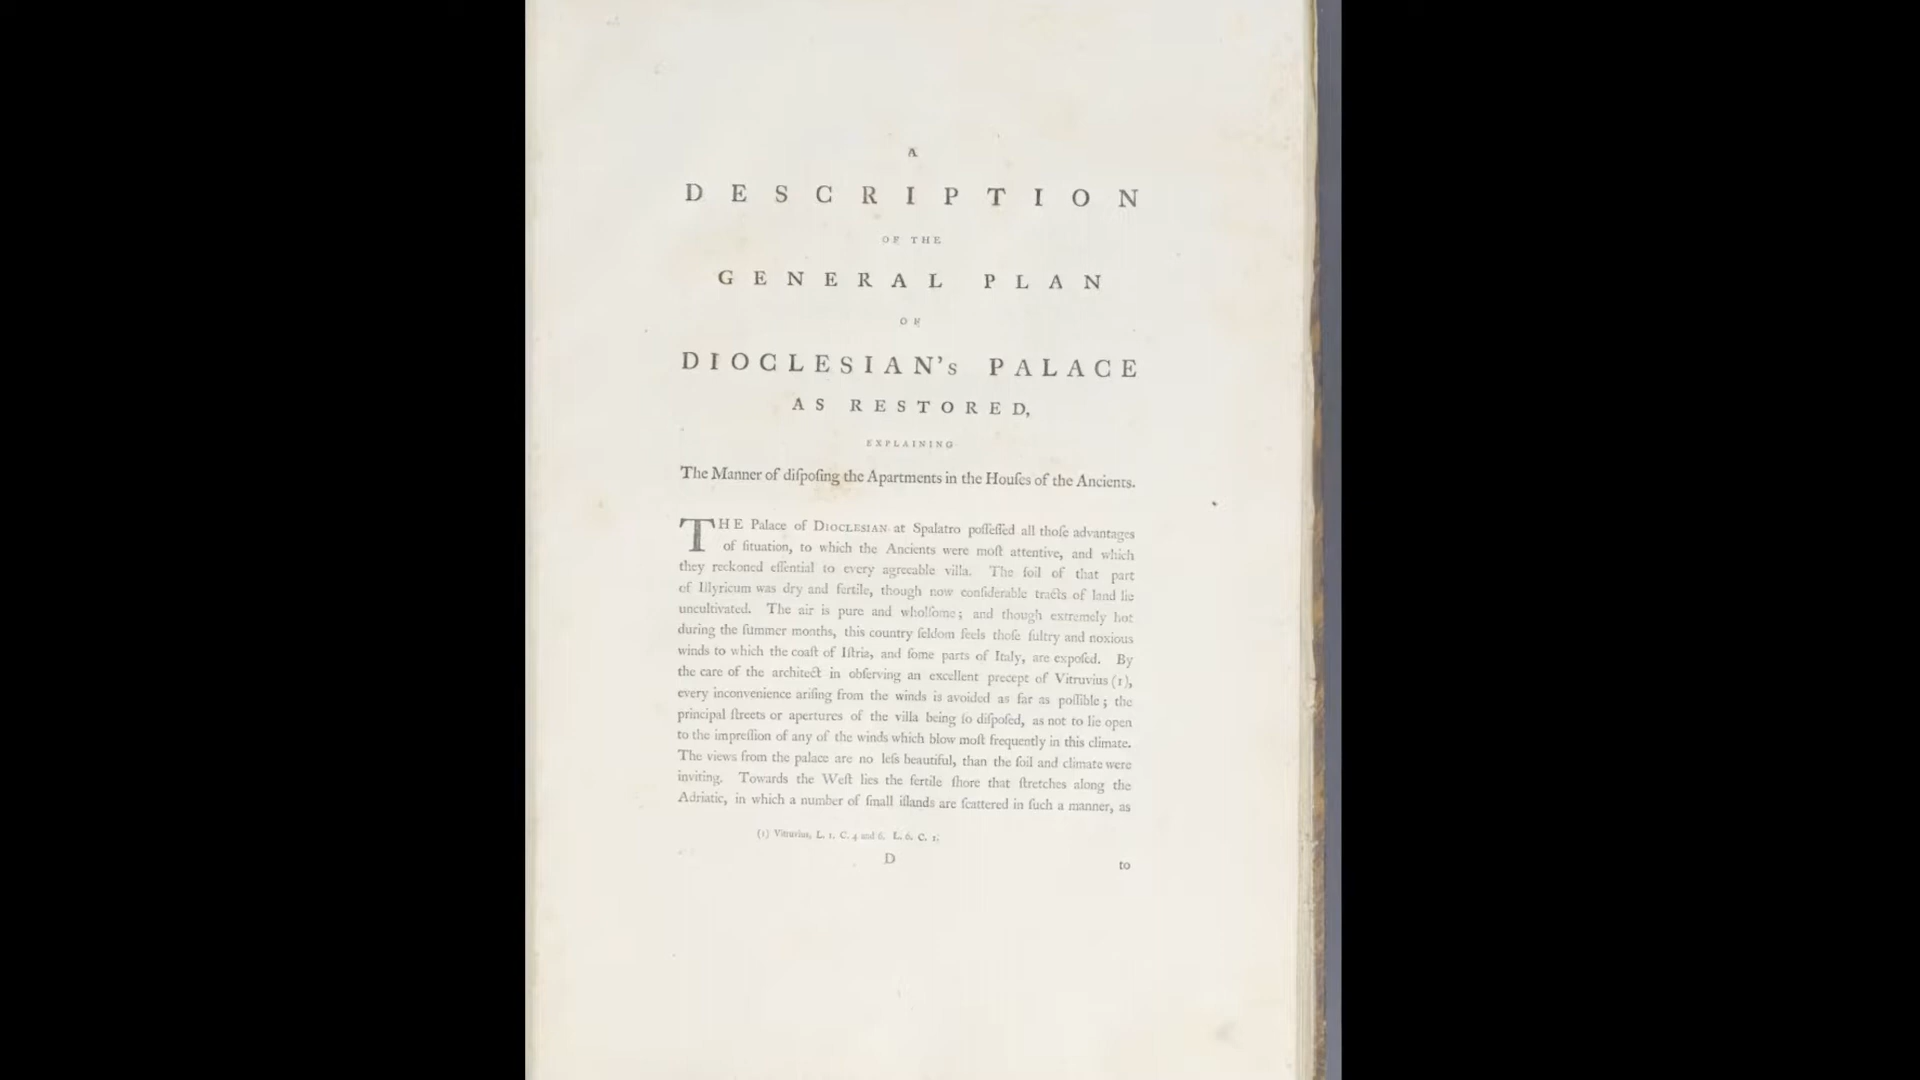 A
DESCRIPTION
OF THE
GENERAL PLAN
OF
DIOCLESIAN's PALACE
AS RESTORED,
EXPLAINING
The Manner of diſpoſing the Apartments in the Houſes of the Ancients.
THE Palace of DIOCLESIAN at Spalatro poſſeſſed all thoſe advantages
of ſituation, to which the Ancients were moſt attentive, and which
they reckoned eſſential to every agreeable villa. The ſoil of that part
of Illyricum was dry and fertile, though now conſiderable tracts of land lie
uncultivated. The air is pure and wholſome; and though extremely hot
during the ſummer months, this country ſeldom feels thoſe ſultry and noxious
winds to which the coaſt of Iſtria, and ſome parts of Italy, are expoſed. By
the care of the architect in obſerving an excellent precept of Vitruvius (1),
every inconvenience ariſing from the winds is avoided as far as poſſible; the
principal ſtreets or apertures of the villa being ſo diſpoſed, as not to lie open
to the impreſſion of any of the winds which blow moſt frequently in this climate.
The views from the palace are no leſs beautiful, than the ſoil and climate were
inviting. Towards the Weſt lies the fertile ſhore that ſtretches along the
Adriatic, in which a number of ſmall iſlands are ſcattered in ſuch a manner, as
(1) Vitruvius, L. 1. C. 4 and 6. L. 6. C. 1.
D
to